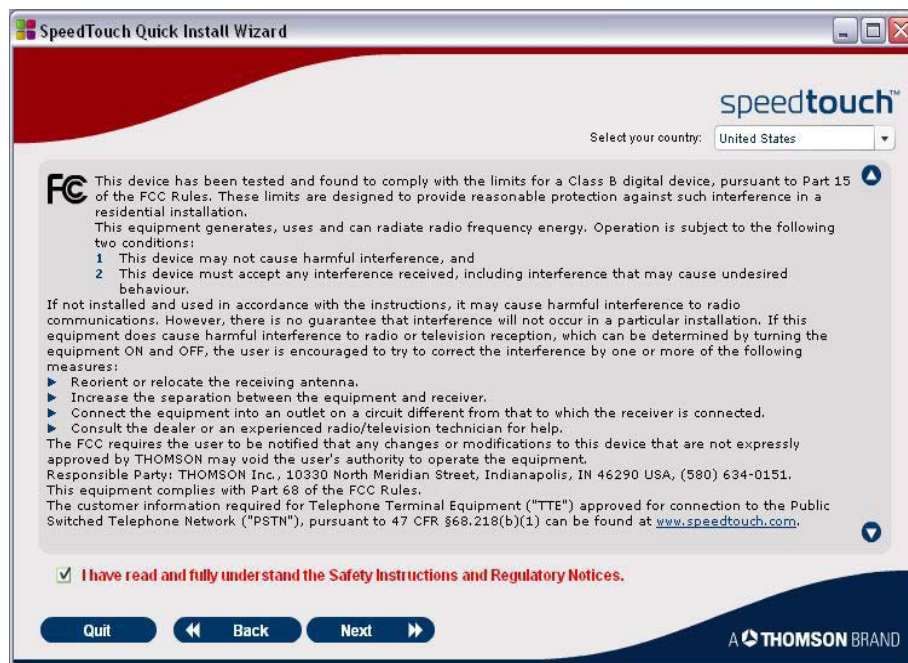 SpeedTouch Quick Install Wizard
speedtouch™
Select your country: United States
FCC This device has been tested and found to comply with the limits for a Class B digital device, pursuant to Part 15
of the FCC Rules. These limits are designed to provide reasonable protection against such interference in a
residential installation.
This equipment generates, uses and can radiate radio frequency energy. Operation is subject to the following
two conditions:
1 This device may not cause harmful interference, and
2 This device must accept any interference received, including interference that may cause undesired
behaviour.
If not installed and used in accordance with the instructions, it may cause harmful interference to radio
communications. However, there is no guarantee that interference will not occur in a particular installation. If this
equipment does cause harmful interference to radio or television reception, which can be determined by turning the
equipment ON and OFF, the user is encouraged to try to correct the interference by one or more of the following
measures:
Reorient or relocate the receiving antenna.
Increase the separation between the equipment and receiver.
Connect the equipment into an outlet on a circuit different from that to which the receiver is connected.
Consult the dealer or an experienced radio/television technician for help.
The FCC requires the user to be notified that any changes or modifications to this device that are not expressly
approved by THOMSON may void the user's authority to operate the equipment.
Responsible Party: THOMSON Inc., 10330 North Meridian Street, Indianapolis, IN 46290 USA, (580) 634-0151.
This equipment complies with Part 68 of the FCC Rules.
The customer information required for Telephone Terminal Equipment ("TTE") approved for connection to the Public
Switched Telephone Network ("PSTN"), pursuant to 47 CFR §68.218(b)(1) can be found at www.speedtouch.com.
I have read and fully understand the Safety Instructions and Regulatory Notices.
Quit Back Next
A THOMSON BRAND